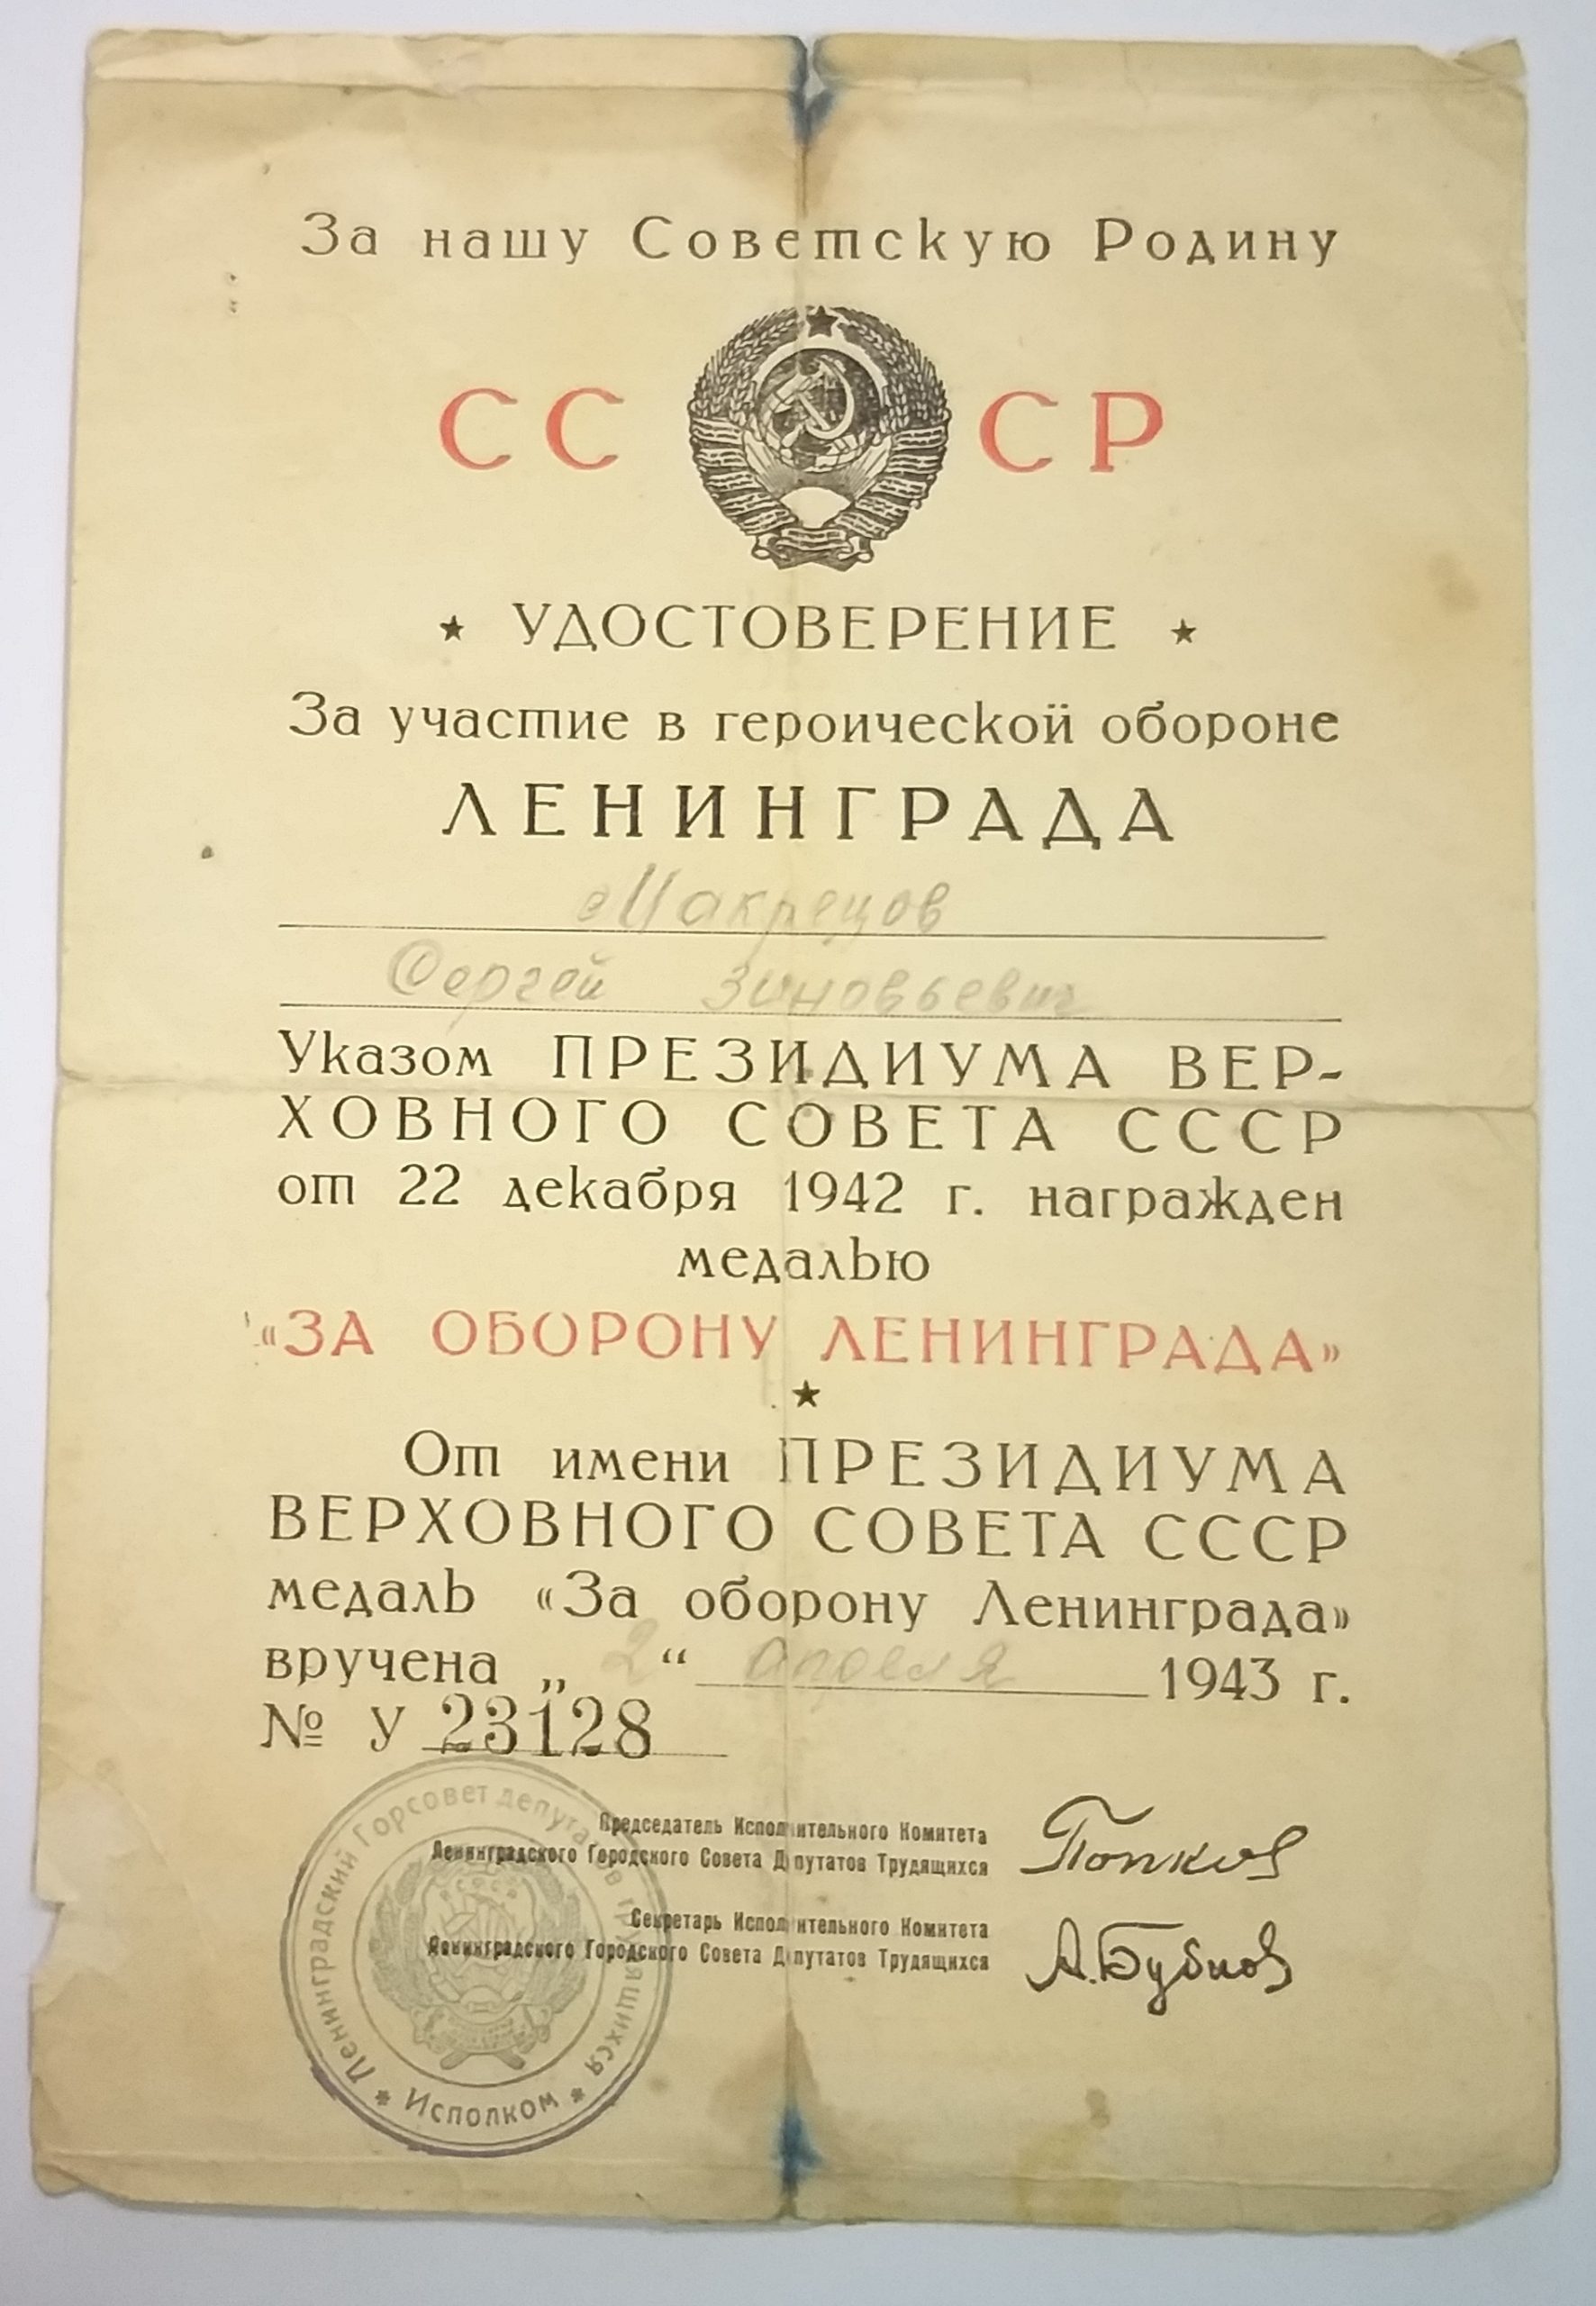 За нашу Советскую Родину
СС СР
★ УДОСТОВЕРЕНИЕ ★
За участие в героической обороне
ЛЕНИНГРАДА
Макрецов
Сергей Зиновьевич
Указом ПРЕЗИДИУМА ВЕР-
ХОВНОГО СОВЕТА СССР
от 22 декабря 1942 г. награжден
медалью
«ЗА ОБОРОНУ ЛЕНИНГРАДА»
★
От имени ПРЕЗИДИУМА
ВЕРХОВНОГО СОВЕТА СССР
медаль «За оборону Ленинграда»
вручена „ 2 “ апреля 1943 г.
№ У 23128
Председатель Исполнительного Комитета
Ленинградского Городского Совета Депутатов Трудящихся
Попков
Секретарь Исполнительного Комитета
Ленинградского Городского Совета Депутатов Трудящихся
А.Бубнов
Ленинградский Горсовет депутатов трудящихся
* Исполком *